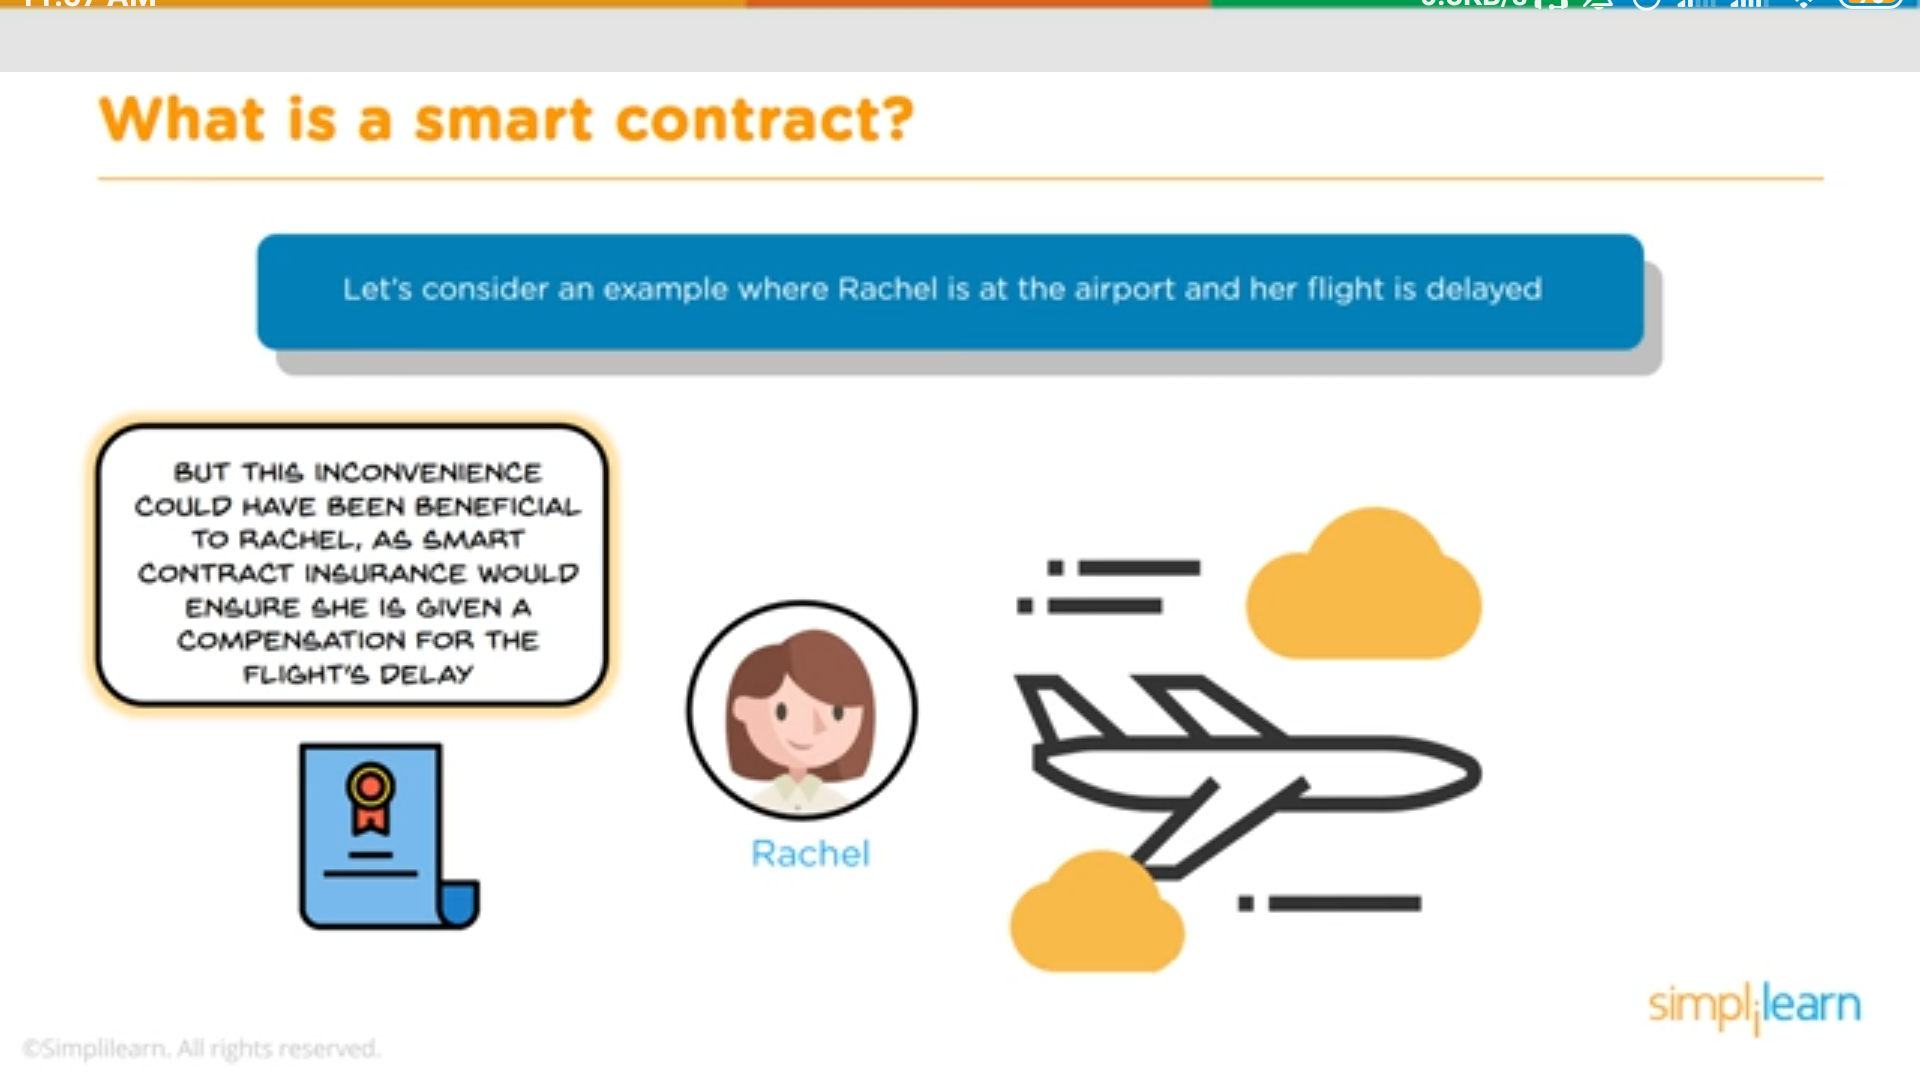 What is a smart contract?
Let's consider an example where Rachel is at the airport and her flight is delayed
BUT THIS INCONVENIENCE
COULD HAVE BEEN BENEFICIAL
TO RACHEL, AS SMART
CONTRACT INSURANCE WOULD
ENSURE SHE IS GIVEN A
COMPENSATION FOR THE
FLIGHT'S DELAY
Rachel
simplilearn
©Simplilearn. All rights reserved.